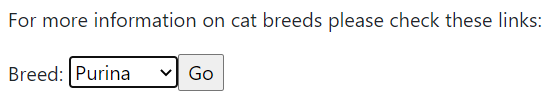 For more information on cat breeds please check these links:
Breed: Purina Go